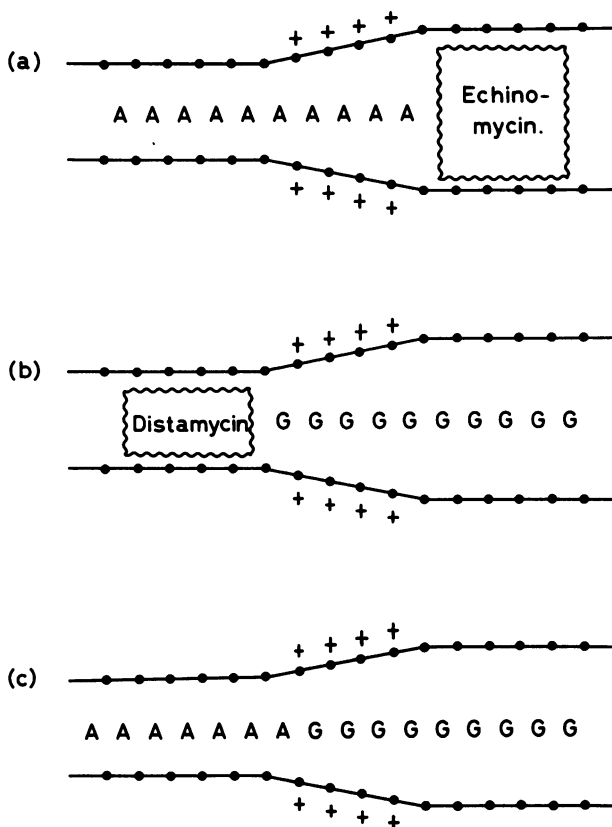 + + + +
(a)
Echino-
mycin.
A A A A A A A A A A
+ + + +
+ + + +
(b)
Distamycin G G G G G G G G G G
+ + + +
+ + + +
(c)
A A A A A A A G G G G G G G G G
+ + + +